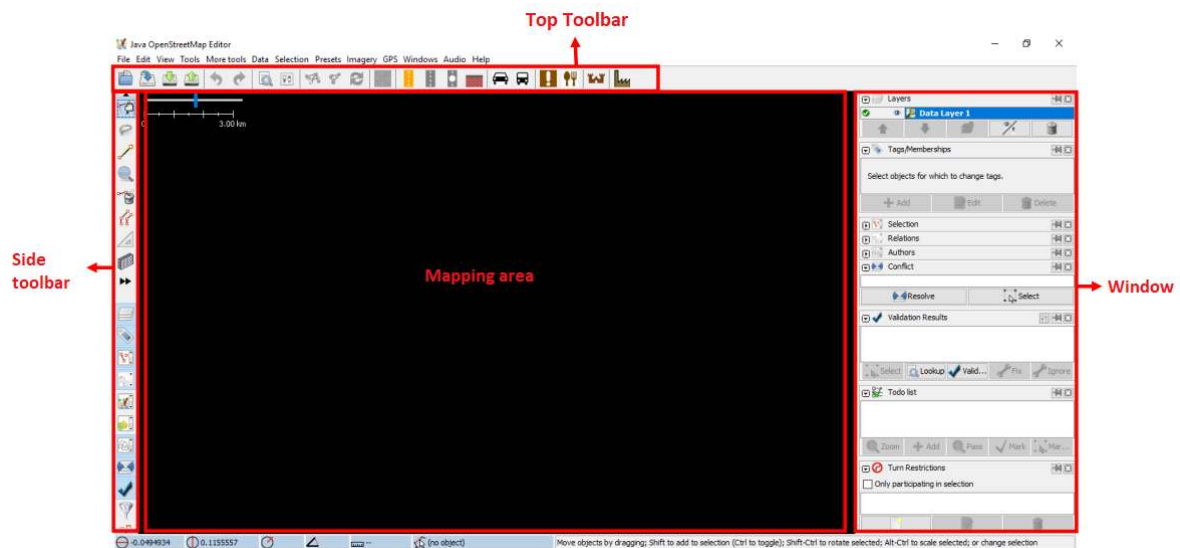 Top Toolbar
Java OpenStreetMap Editor
File Edit View Tools More tools Data Selection Presets Imagery GPS Windows Audio Help
Layers
0
3.00 km
Data Layer 1
Tags/Memberships
Select objects for which to change tags.
Add Edit Delete
Selection
Relations
Authors
Side toolbar
Mapping area
Conflict
Window
Resolve Select
Validation Results
Select Lookup Valid... Fix Ignore
Todo list
Zoom Add Pass Mark Mar...
Turn Restrictions
Only participating in selection
-0.0494934 0.1155557 -- (no object) Move objects by dragging; Shift to add to selection (Ctrl to toggle); Shift-Ctrl to rotate selected; Alt-Ctrl to scale selected; or change selection